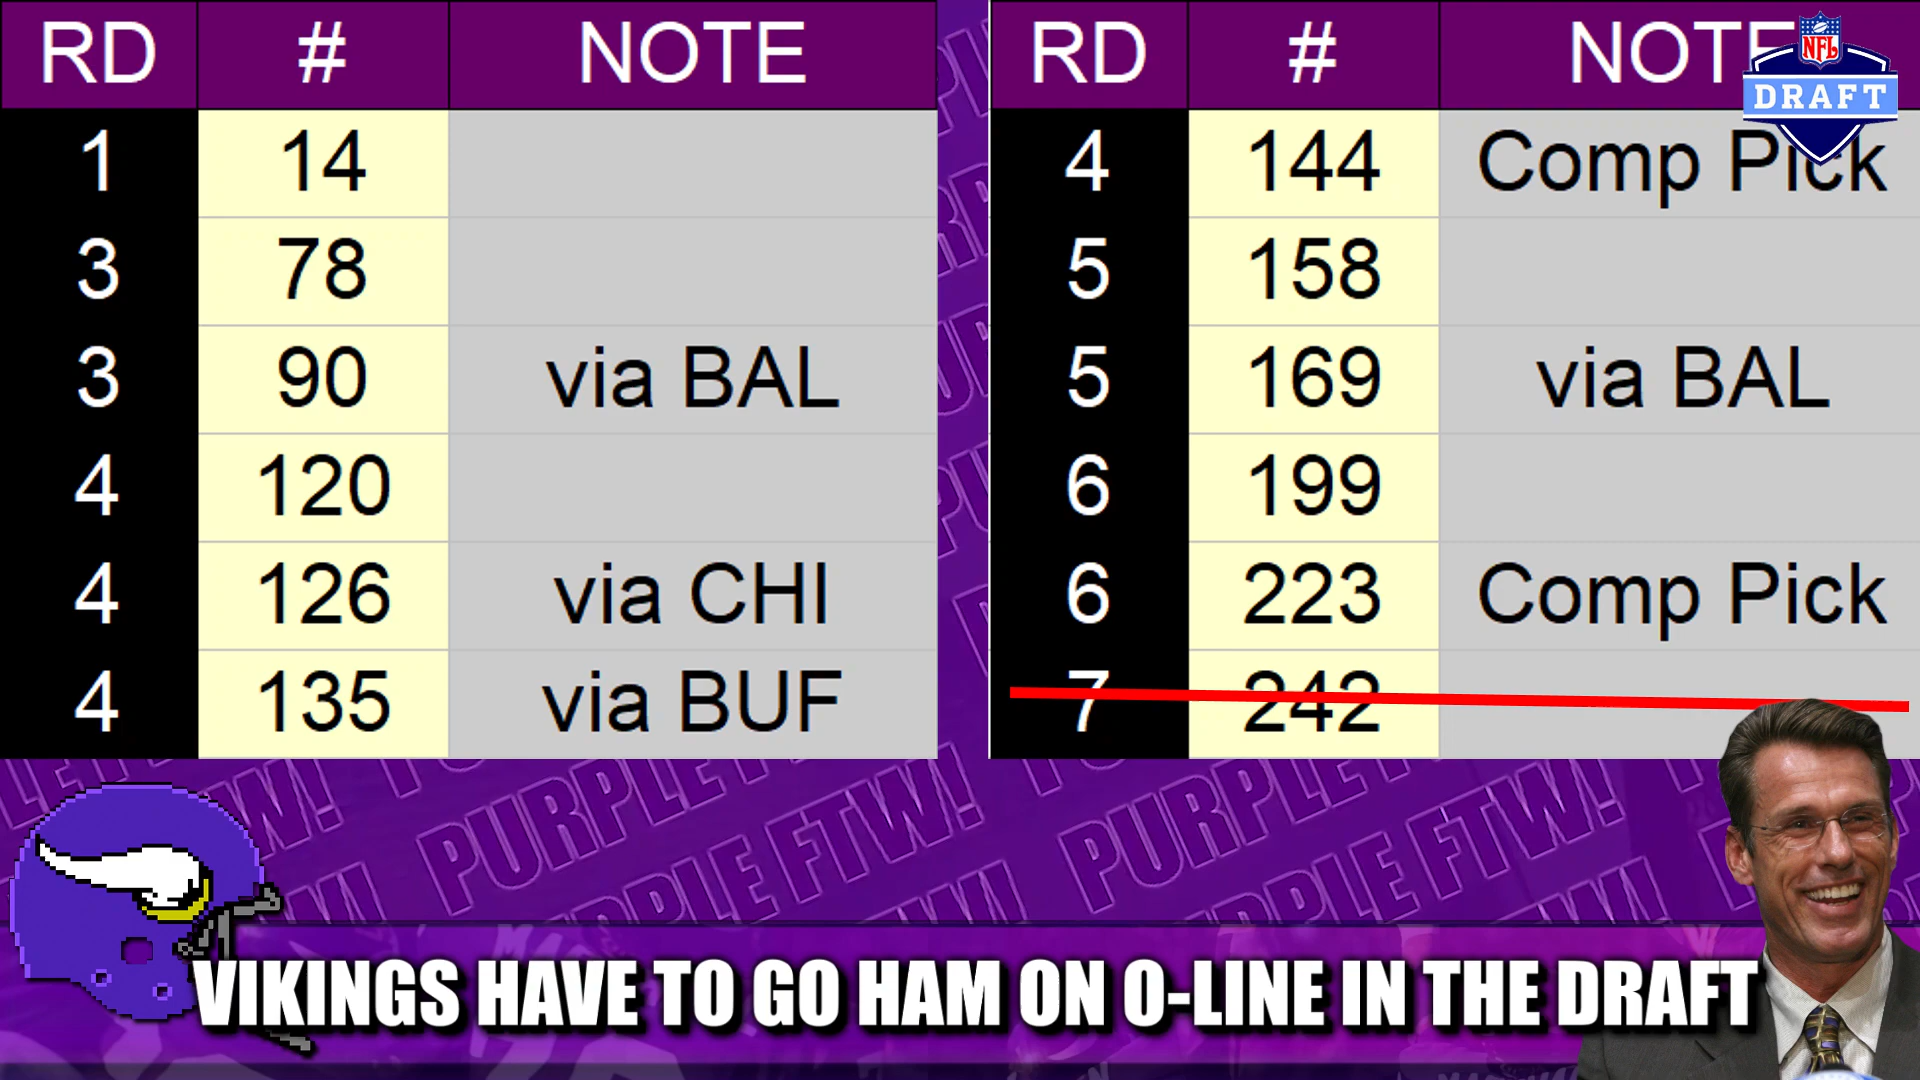 RD # NOTE
1 14
3 78
3 90 via BAL
4 120
4 126 via CHI
4 135 via BUF
RD # NOTE
4 144 Comp Pick
5 158
5 169 via BAL
6 199
6 223 Comp Pick
7 242
NFL
DRAFT
PURPLE FTW!
PURPLE FTW!
VIKINGS HAVE TO GO HAM ON O-LINE IN THE DRAFT